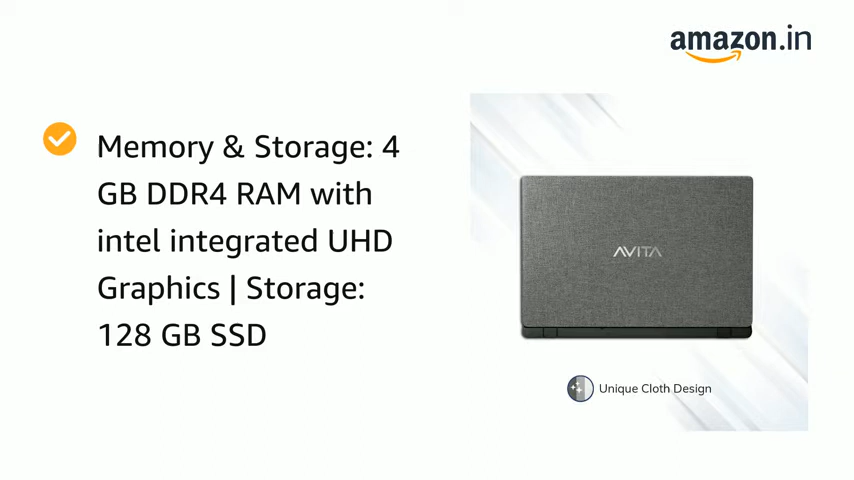 amazon.in
Memory & Storage: 4
GB DDR4 RAM with
intel integrated UHD
Graphics | Storage:
128 GB SSD
AVITA
Unique Cloth Design